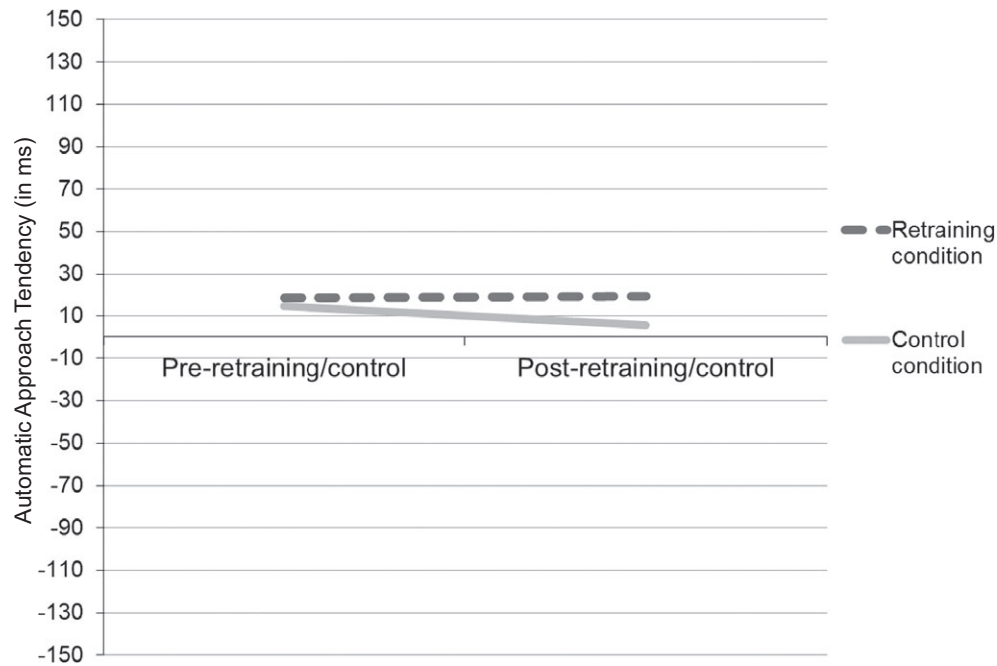 150
130
110
90
70
50
30
10
-10
-30
-50
-70
-90
-110
-130
-150
Automatic Approach Tendency (in ms)
Pre-retraining/control
Post-retraining/control
Retraining
condition
Control
condition